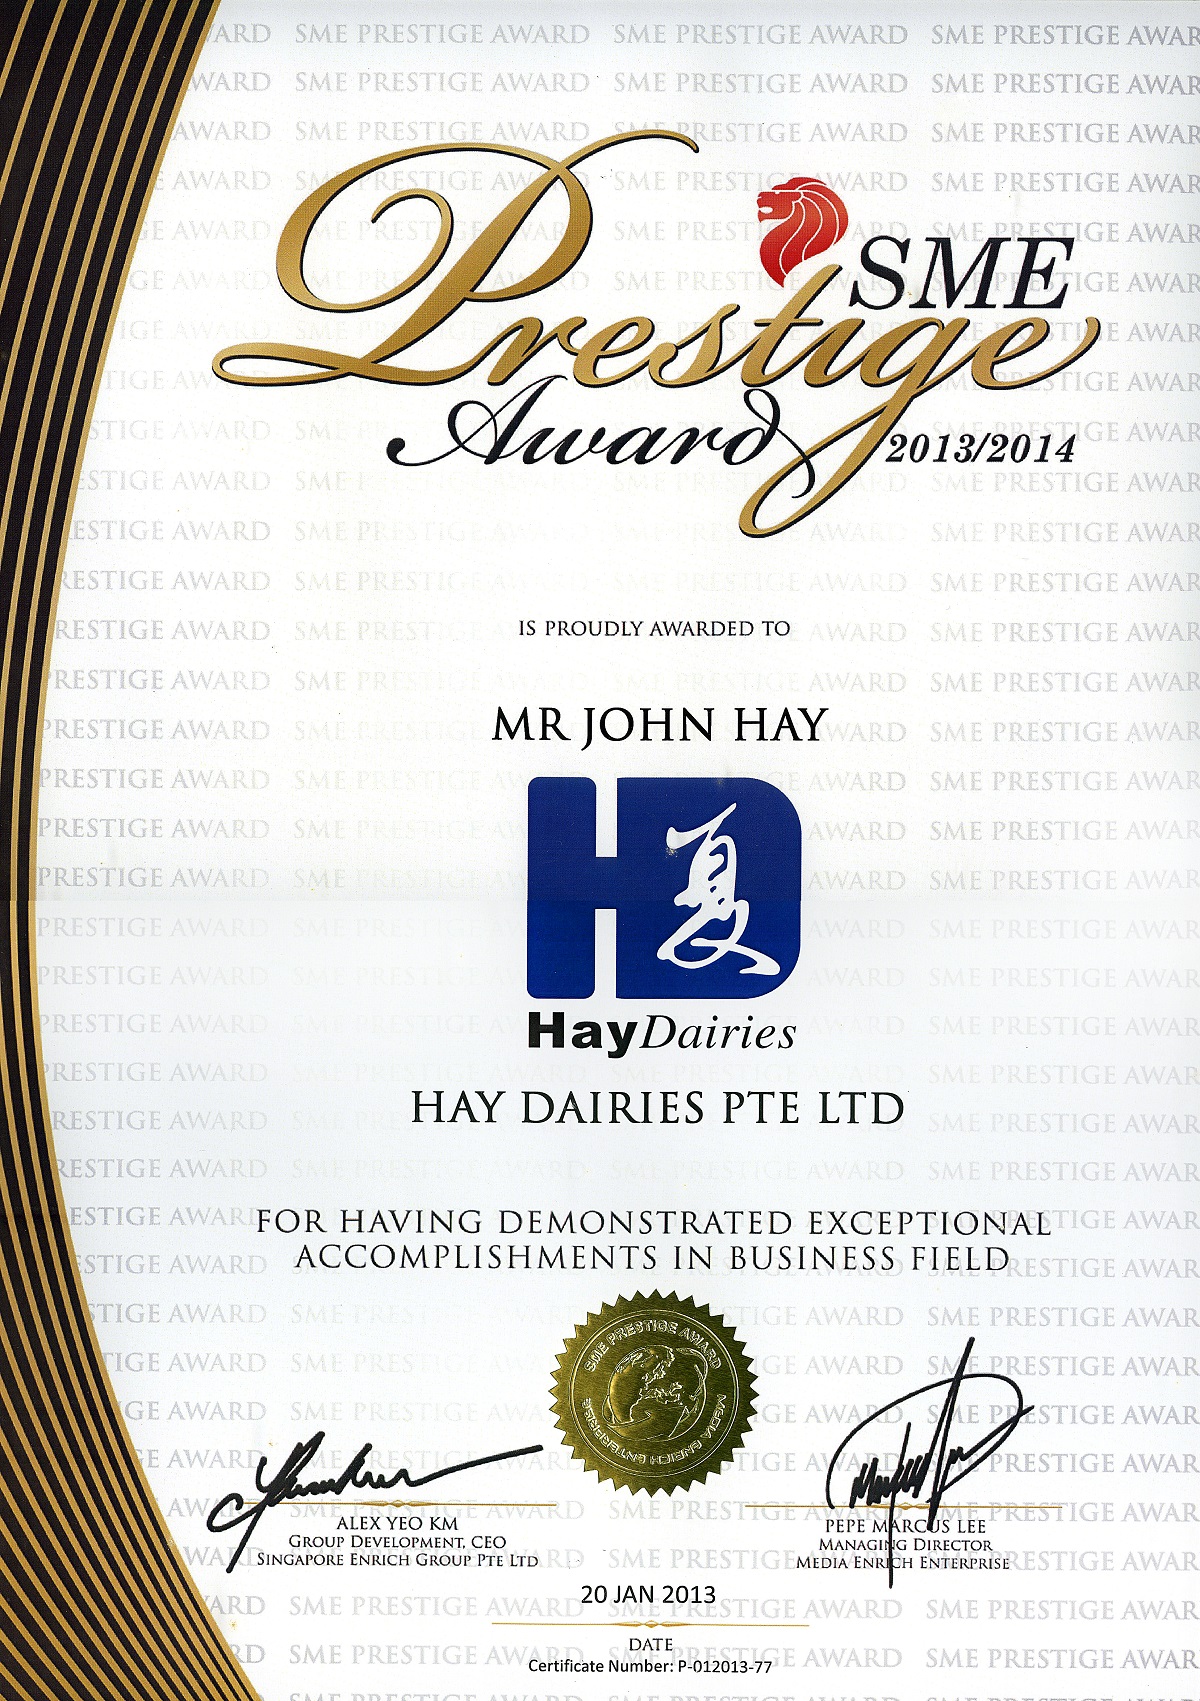 SME
Prestige
Award 2013/2014
IS PROUDLY AWARDED TO
MR JOHN HAY
HD
夏
HayDairies
HAY DAIRIES PTE LTD
FOR HAVING DEMONSTRATED EXCEPTIONAL
ACCOMPLISHMENTS IN BUSINESS FIELD
SME PRESTIGE AWARD
MEDIA ENRICH ENTERPRISE
ALEX YEO KM
GROUP DEVELOPMENT, CEO
SINGAPORE ENRICH GROUP PTE LTD
PEPE MARCUS LEE
MANAGING DIRECTOR
MEDIA ENRICH ENTERPRISE
20 JAN 2013
DATE
Certificate Number: P-012013-77
SME PRESTIGE AWARD